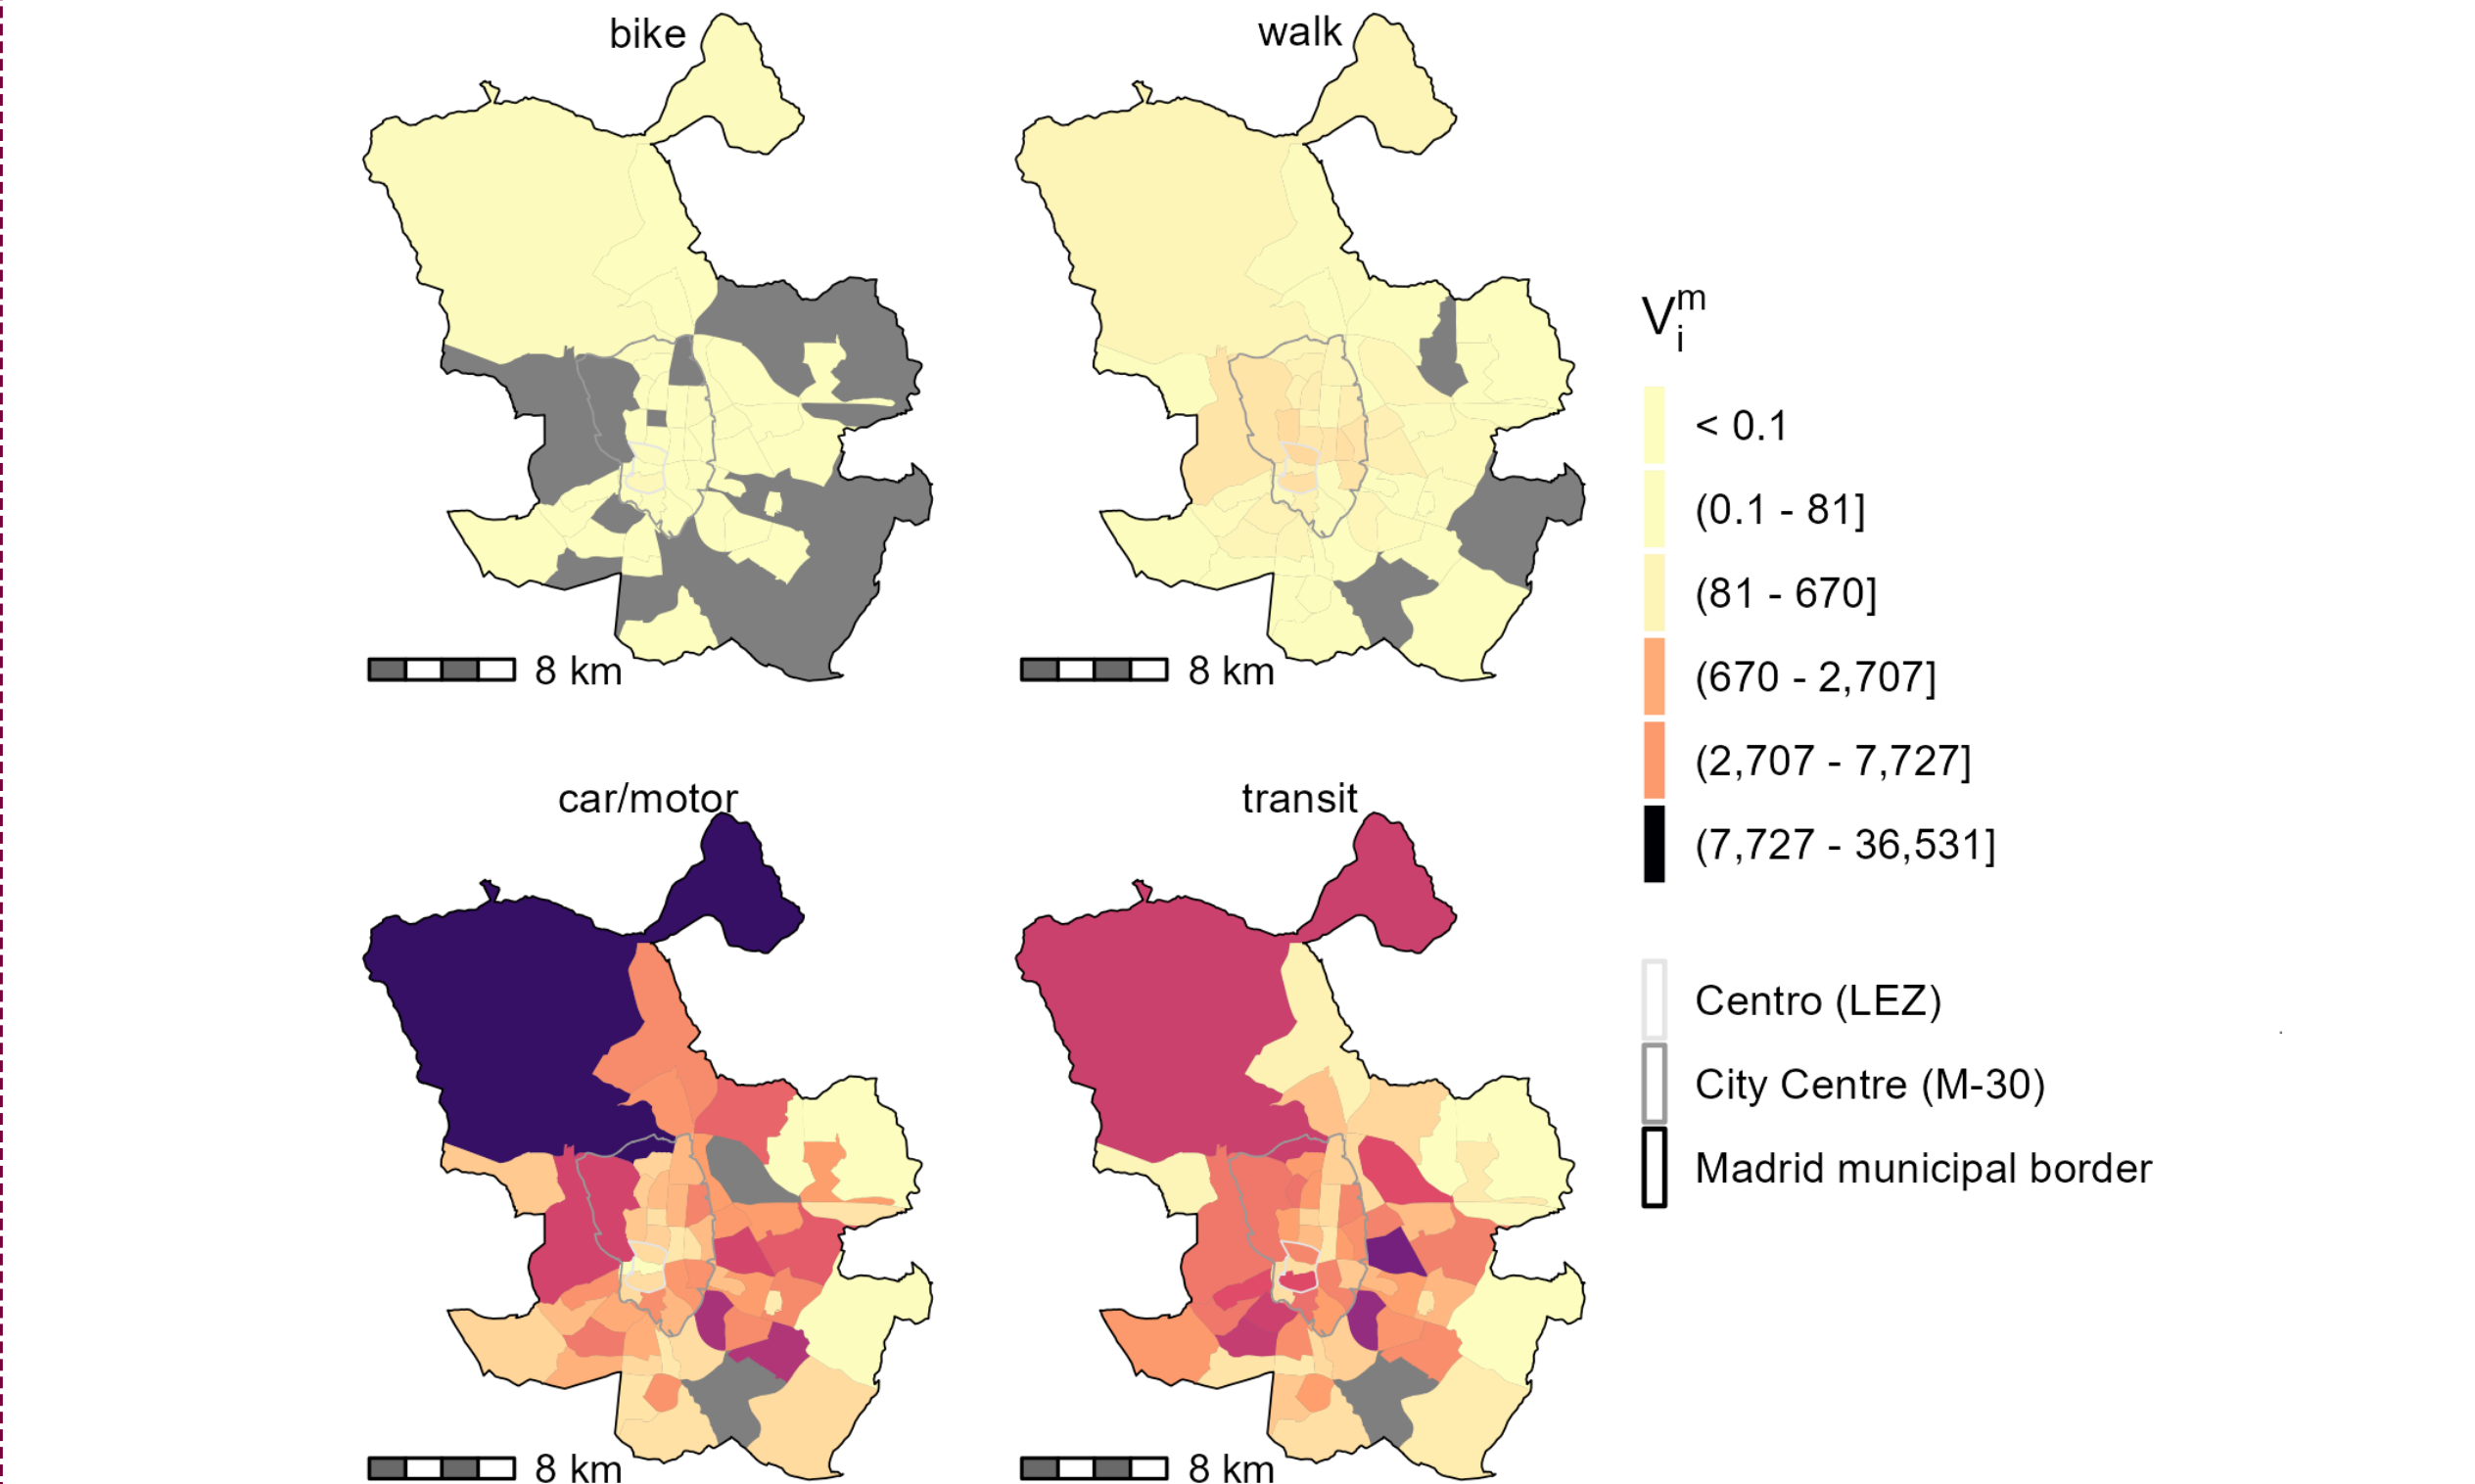 bike
walk
8 km
8 km
car/motor
transit
8 km
8 km
V_i^m
< 0.1
(0.1 - 81]
(81 - 670]
(670 - 2,707]
(2,707 - 7,727]
(7,727 - 36,531]
Centro (LEZ)
City Centre (M-30)
Madrid municipal border